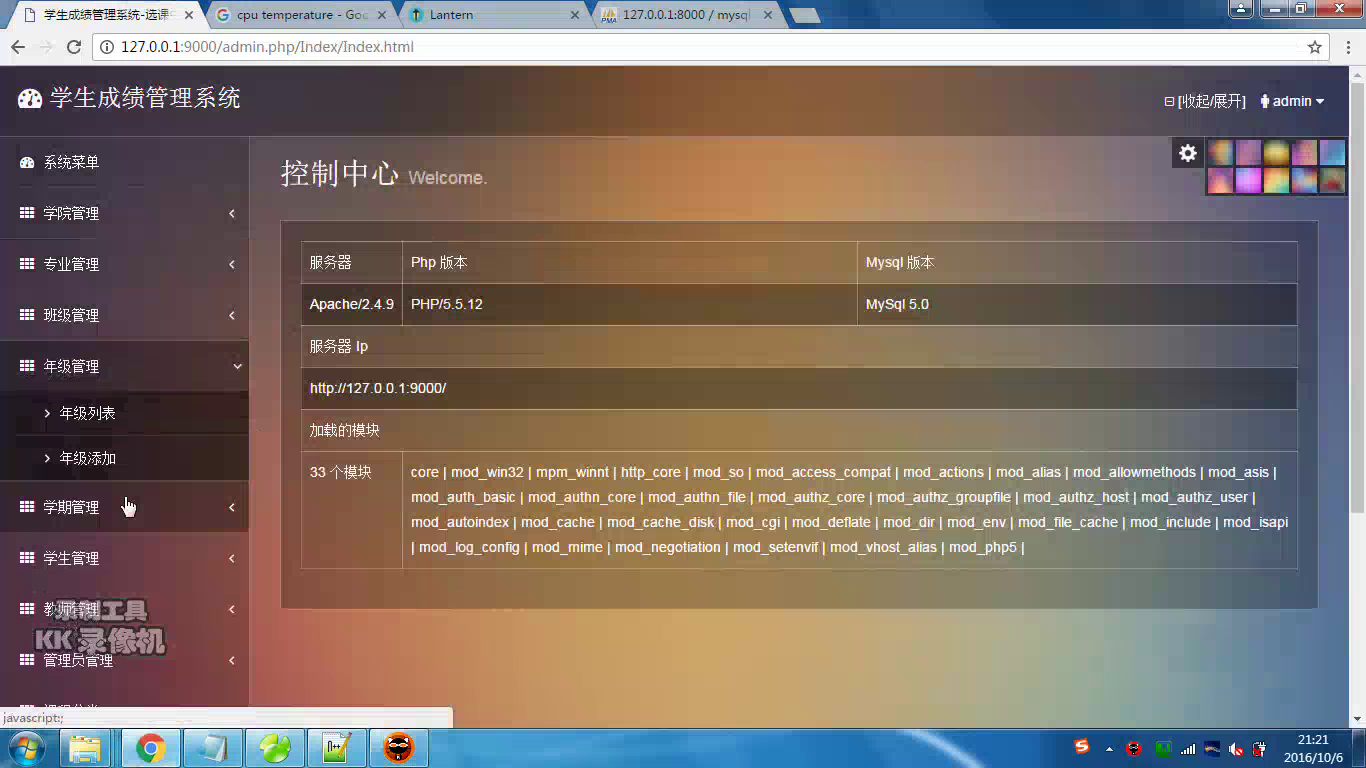 学生成绩管理系统-选课
cpu temperature - Goo
Lantern
127.0.0.1:8000 / mysql
127.0.0.1:9000/admin.php/Index/Index.html
学生成绩管理系统
[收起/展开] admin
系统菜单
学院管理
专业管理
班级管理
年级管理
年级列表
年级添加
学期管理
学生管理
教师管理
管理员管理
控制中心 Welcome.
服务器 Php 版本 Mysql 版本
Apache/2.4.9 PHP/5.5.12 MySql 5.0
服务器 Ip
http://127.0.0.1:9000/
加载的模块
33 个模块 core | mod_win32 | mpm_winnt | http_core | mod_so | mod_access_compat | mod_actions | mod_alias | mod_allowmethods | mod_asis |
mod_auth_basic | mod_authn_core | mod_authn_file | mod_authz_core | mod_authz_groupfile | mod_authz_host | mod_authz_user |
mod_autoindex | mod_cache | mod_cache_disk | mod_cgi | mod_deflate | mod_dir | mod_env | mod_file_cache | mod_include | mod_isapi
| mod_log_config | mod_mime | mod_negotiation | mod_setenvif | mod_vhost_alias | mod_php5 |
录制工具
KK 录像机
javascript:;
21:21
2016/10/6